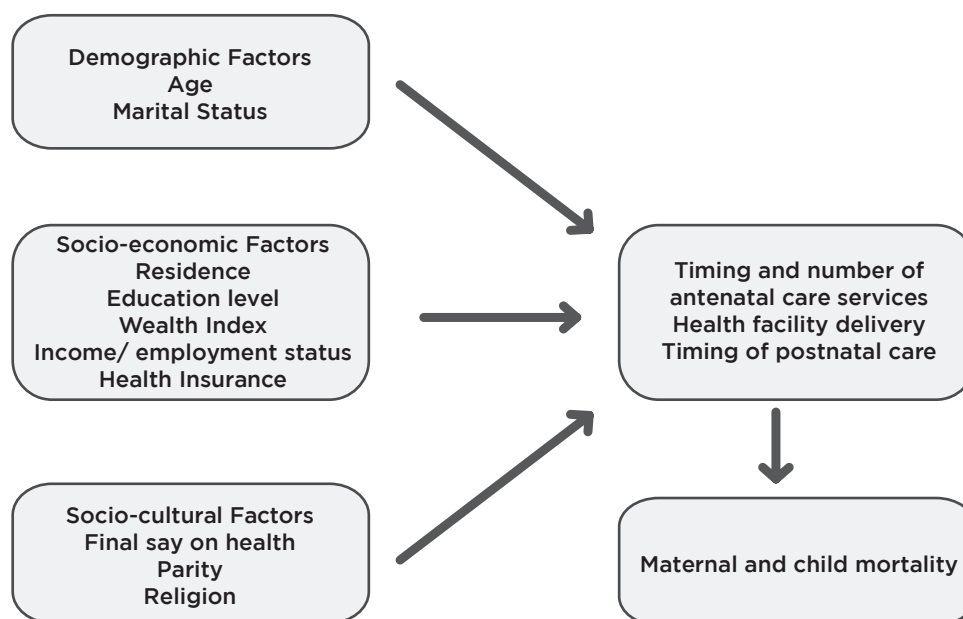 Demographic Factors
Age
Marital Status
Socio-economic Factors
Residence
Education level
Wealth Index
Income/ employment status
Health Insurance
Socio-cultural Factors
Final say on health
Parity
Religion
Timing and number of
antenatal care services
Health facility delivery
Timing of postnatal care
Maternal and child mortality